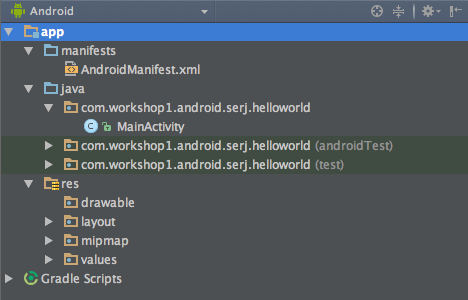 Android
app
manifests
AndroidManifest.xml
java
com.workshop1.android.serj.helloworld
MainActivity
com.workshop1.android.serj.helloworld (androidTest)
com.workshop1.android.serj.helloworld (test)
res
drawable
layout
mipmap
values
Gradle Scripts